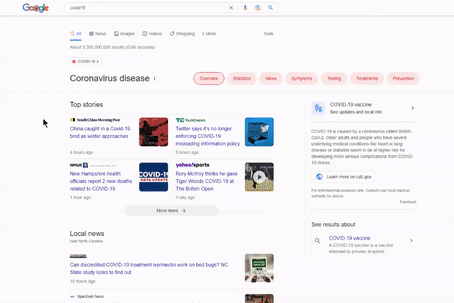 Google
covid19
All
News
Images
Videos
Shopping
More
Tools
About 9,360,000,000 results (0.66 seconds)
COVID-19
Coronavirus disease
Overview
Statistics
News
Symptoms
Testing
Treatments
Prevention
Top stories
South China Morning Post
China caught in a Covid-19
bind as winter approaches
4 hours ago
TechCrunch
Twitter says it's no longer
enforcing COVID-19
misleading information policy
5 hours ago
WMUR
New Hampshire health
officials report 2 new deaths
related to COVID-19
1 hour ago
COVID-19
DATA UPDATE
yahoo!sports
Rory McIlroy thinks he gave
Tiger Woods COVID-19 at
The British Open
1 day ago
More news →
Local news
near North Carolina
Can discredited COVID-19 treatment ivermectin work on bed bugs? NC
State study looks to find out
10 hours ago
Spectrum News
COVID-19 vaccine
See updates and local info
COVID-19 is caused by a coronavirus called SARS-
CoV-2. Older adults and people who have severe
underlying medical conditions like heart or lung
disease or diabetes seem to be at higher risk for
developing more serious complications from COVID-
19 illness.
Learn more on cdc.gov
For informational purposes only. Consult your local medical
authority for advice.
Feedback
See results about
COVID-19 vaccine
A COVID-19 vaccine is a vaccine
intended to provide acquired ...